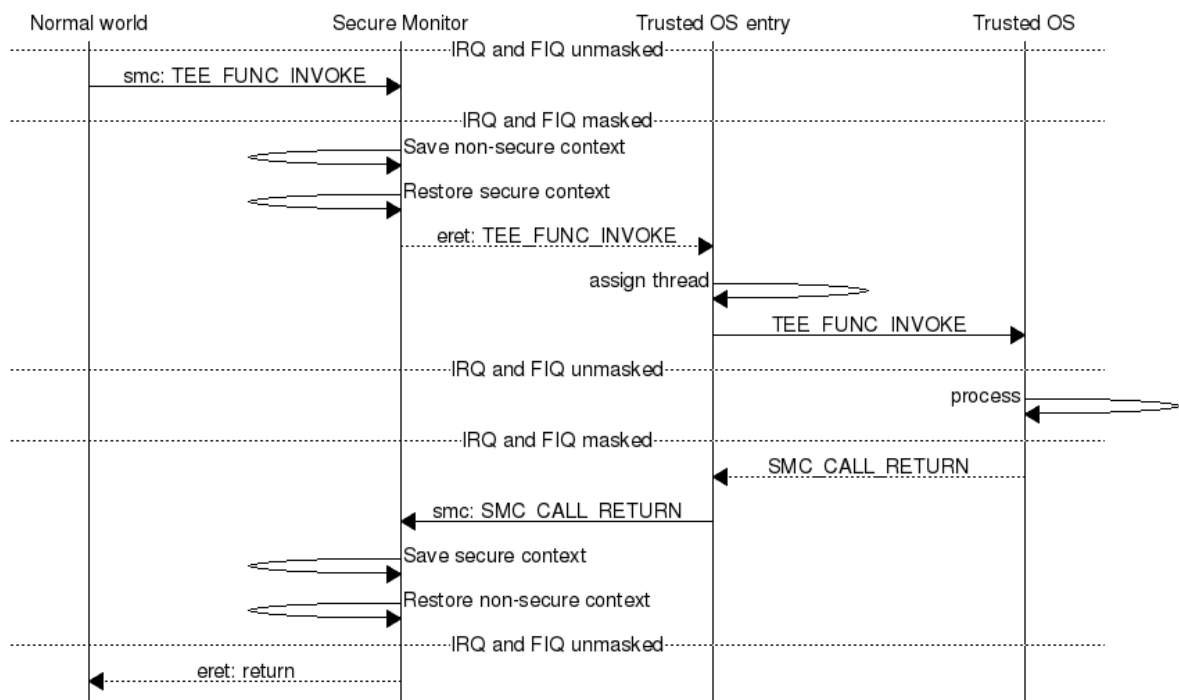 Normal world Secure Monitor Trusted OS entry Trusted OS
IRQ and FIQ unmasked
smc: TEE_FUNC_INVOKE
IRQ and FIQ masked
Save non-secure context
Restore secure context
eret: TEE_FUNC_INVOKE
assign thread
TEE_FUNC_INVOKE
IRQ and FIQ unmasked
process
IRQ and FIQ masked
SMC_CALL_RETURN
smc: SMC_CALL_RETURN
Save secure context
Restore non-secure context
IRQ and FIQ unmasked
eret: return